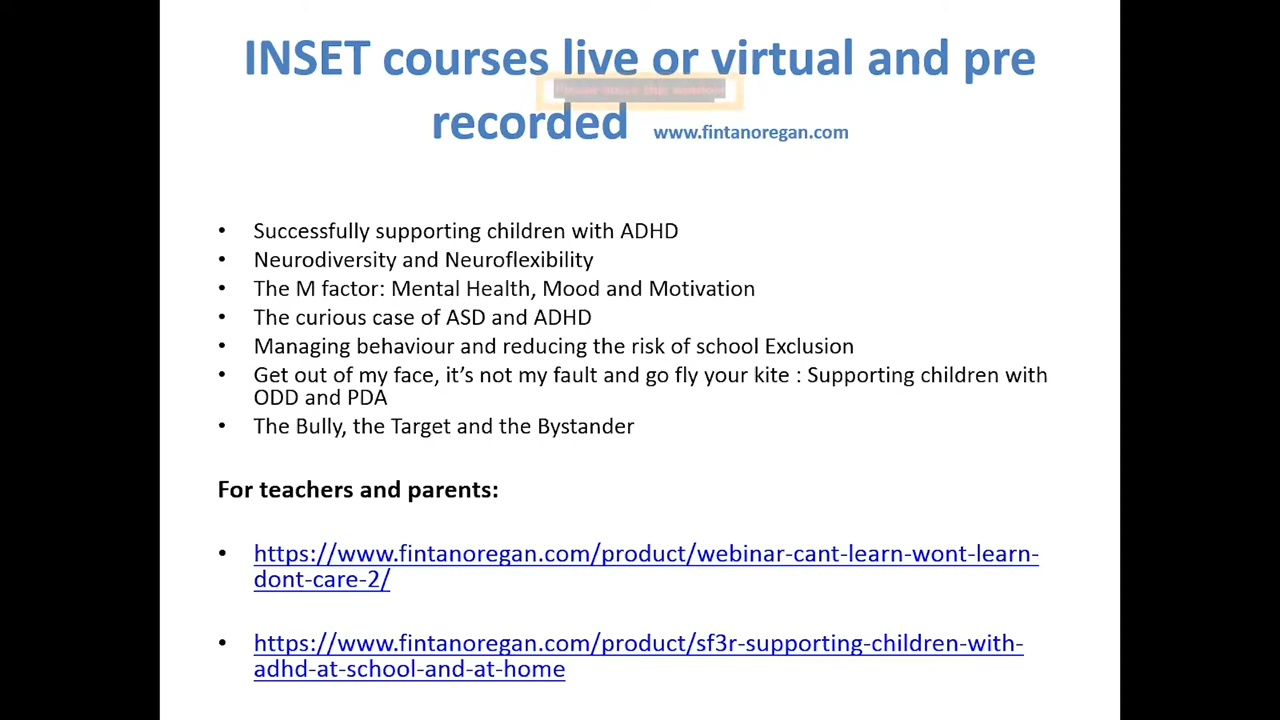 INSET courses live or virtual and pre
recorded www.fintanoregan.com
• Successfully supporting children with ADHD
• Neurodiversity and Neuroflexibility
• The M factor: Mental Health, Mood and Motivation
• The curious case of ASD and ADHD
• Managing behaviour and reducing the risk of school Exclusion
• Get out of my face, it’s not my fault and go fly your kite : Supporting children with
ODD and PDA
• The Bully, the Target and the Bystander
For teachers and parents:
• https://www.fintanoregan.com/product/webinar-cant-learn-wont-learn-
dont-care-2/
• https://www.fintanoregan.com/product/sf3r-supporting-children-with-
adhd-at-school-and-at-home